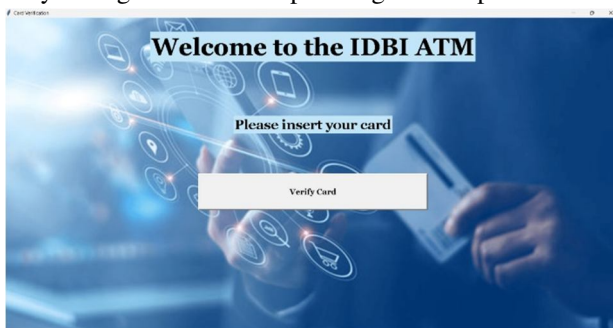 Card Verification
Welcome to the IDBI ATM
Please insert your card
Verify Card